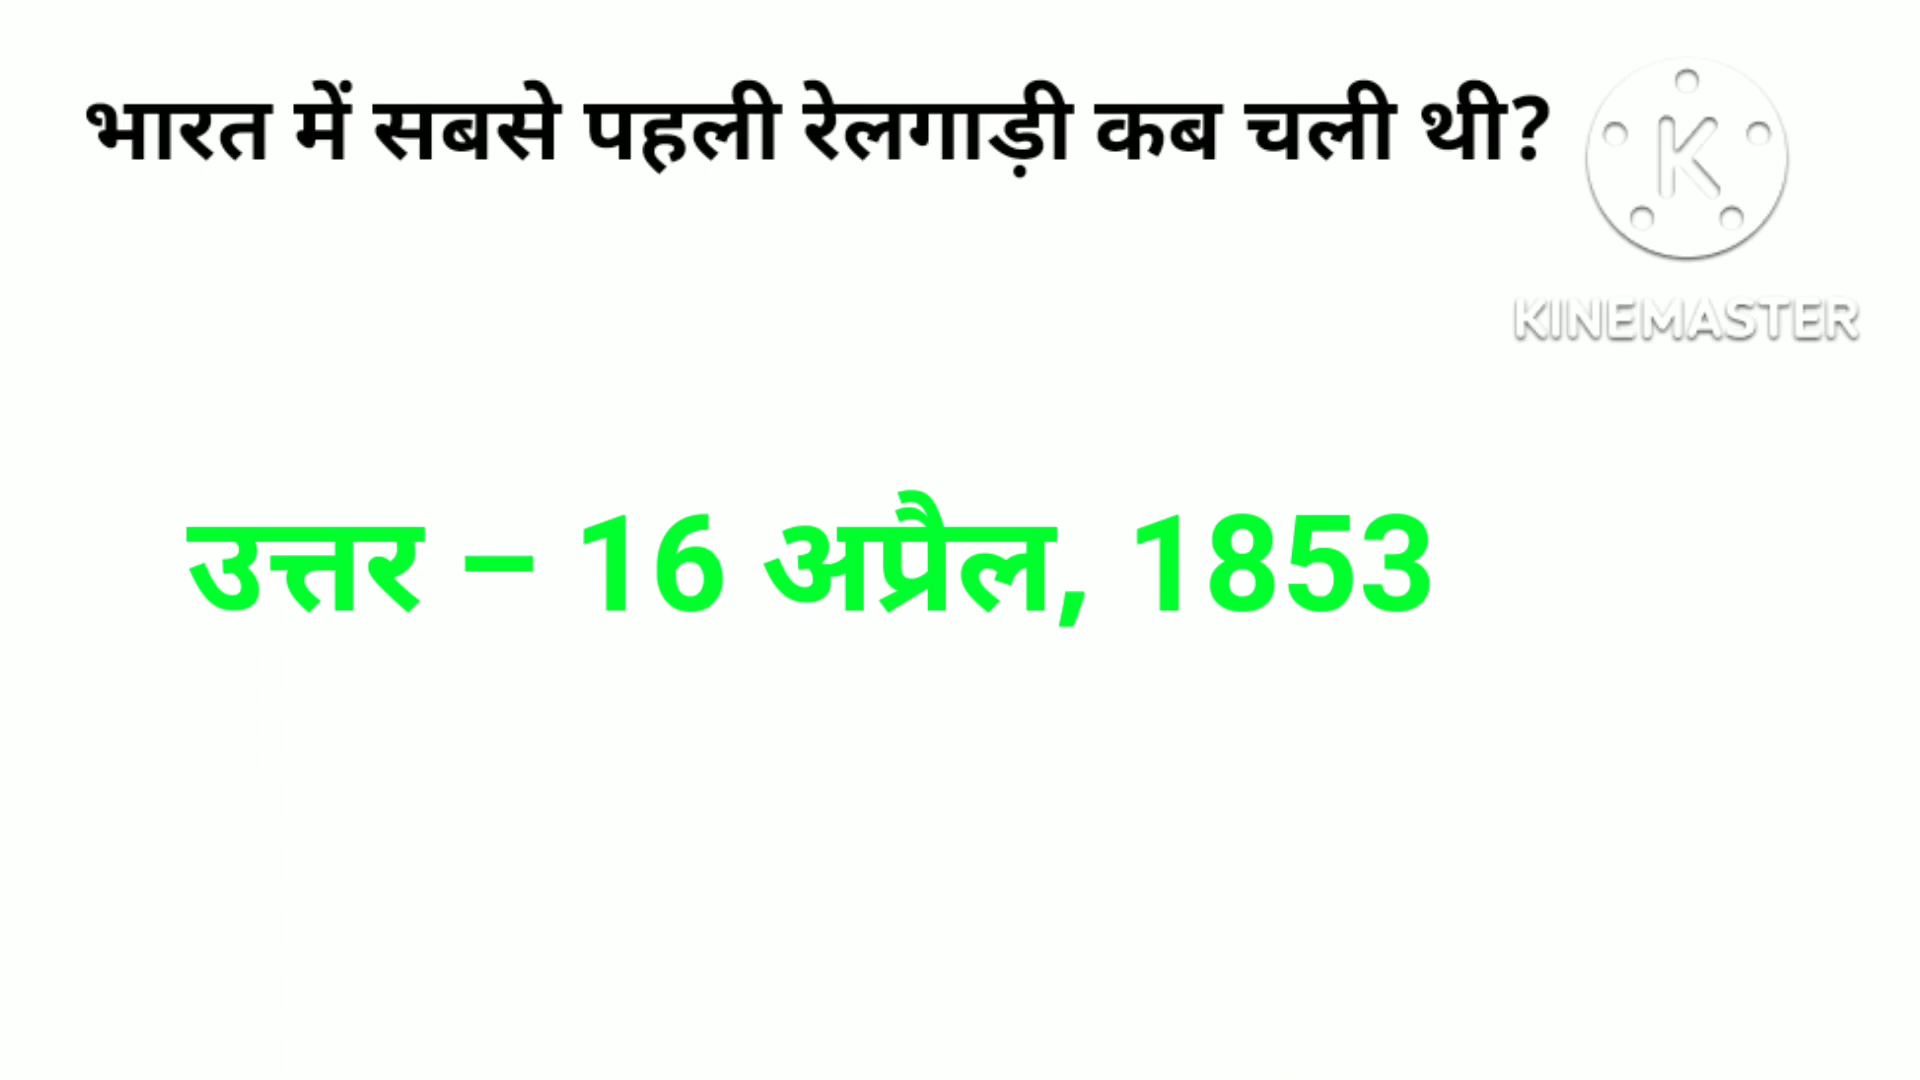 भारत में सबसे पहली रेलगाड़ी कब चली थी?
K
KINEMASTER
उत्तर – 16 अप्रैल, 1853